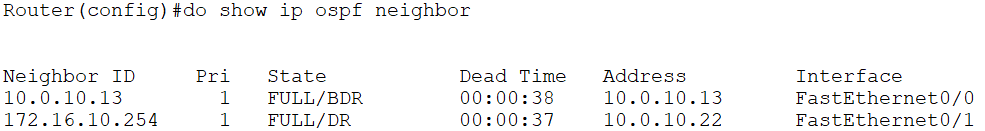 Router(config)#do show ip ospf neighbor
Neighbor ID Pri State Dead Time Address Interface
10.0.10.13 1 FULL/BDR 00:00:38 10.0.10.13 FastEthernet0/0
172.16.10.254 1 FULL/DR 00:00:37 10.0.10.22 FastEthernet0/1